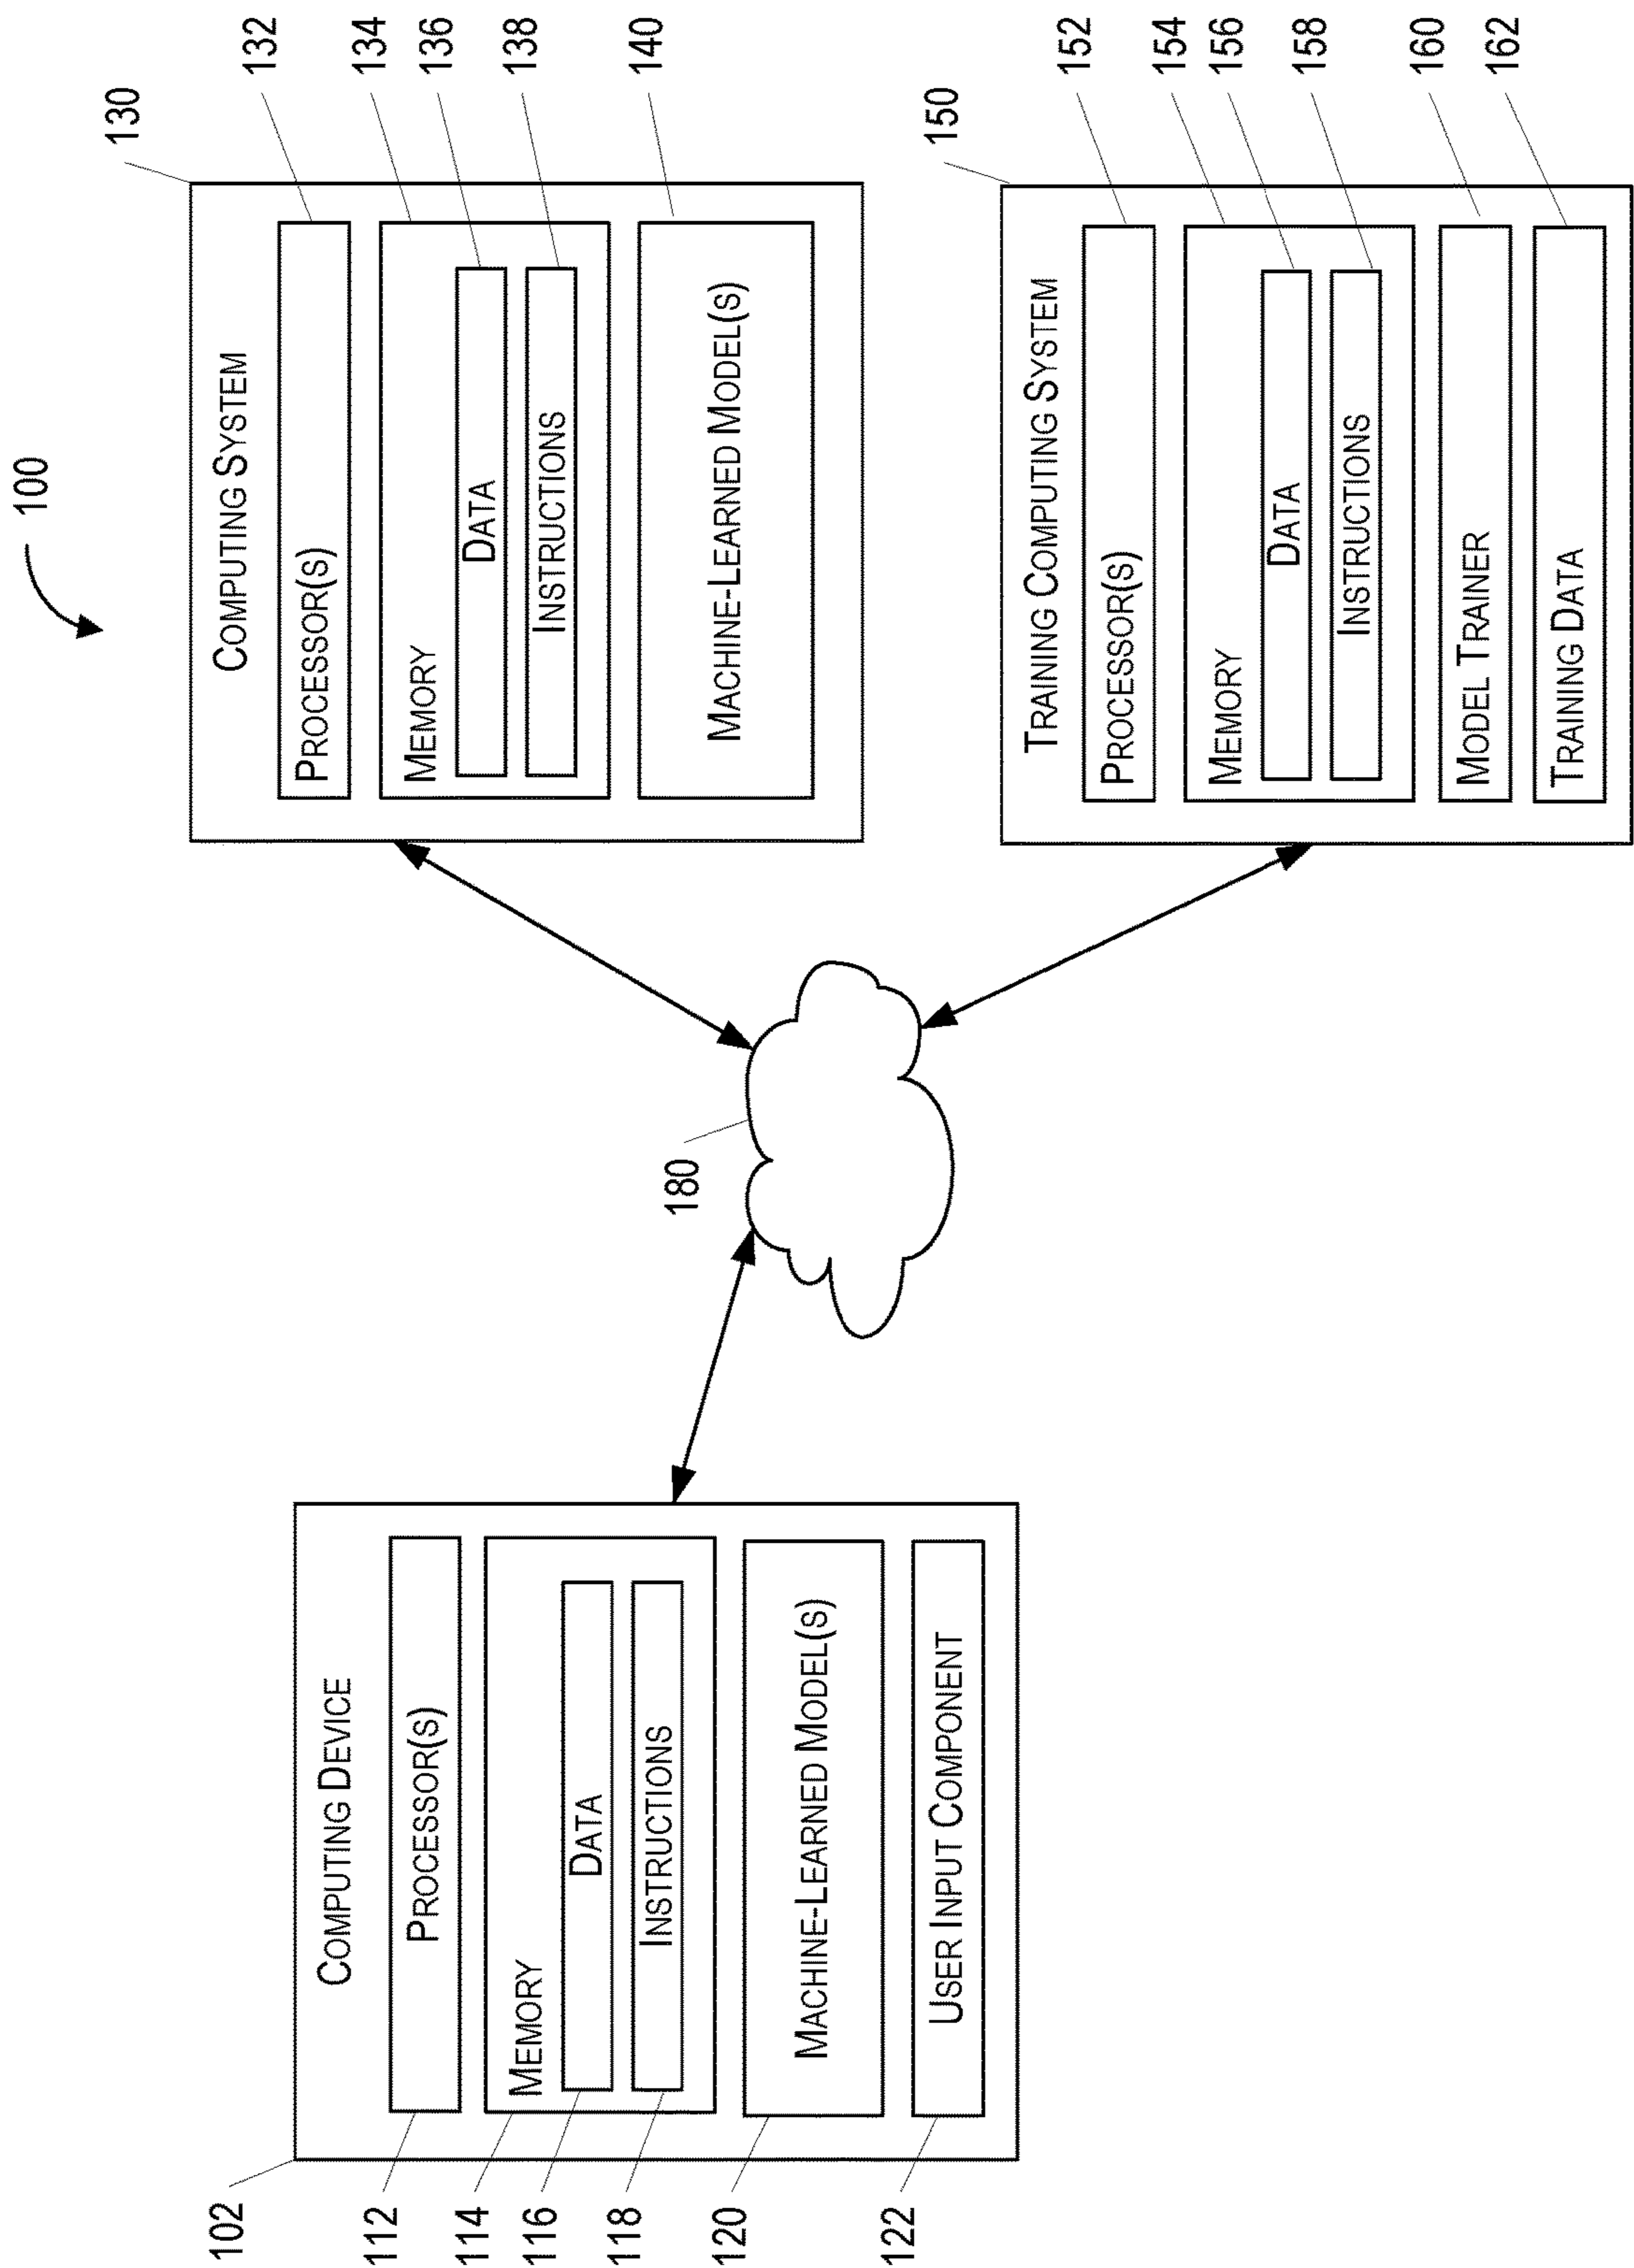 100
COMPUTING DEVICE
PROCESSOR(S)
MEMORY
DATA
INSTRUCTIONS
MACHINE-LEARNED MODEL(S)
USER INPUT COMPONENT
102
112
114
116
118
120
122
180
COMPUTING SYSTEM
PROCESSOR(S)
MEMORY
DATA
INSTRUCTIONS
MACHINE-LEARNED MODEL(S)
130
132
134
136
138
140
TRAINING COMPUTING SYSTEM
PROCESSOR(S)
MEMORY
DATA
INSTRUCTIONS
MODEL TRAINER
TRAINING DATA
150
152
154
156
158
160
162